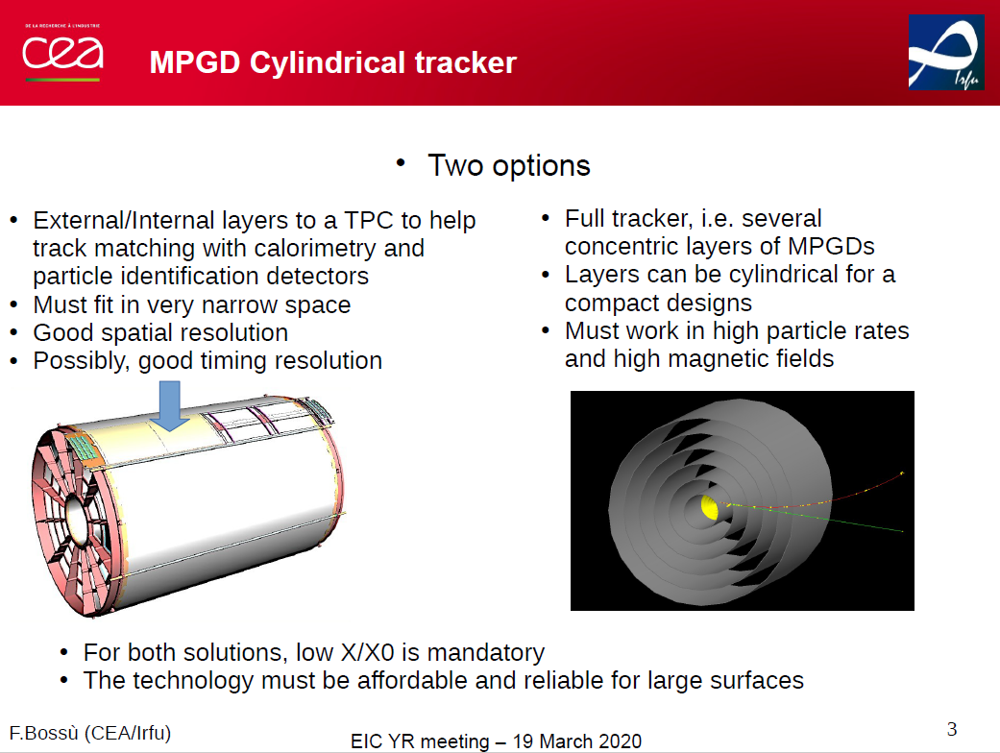 DE LA RECHERCHE À L'INDUSTRIE
cea
MPGD Cylindrical tracker
Irfu
• Two options
• External/Internal layers to a TPC to help
track matching with calorimetry and
particle identification detectors
• Must fit in very narrow space
• Good spatial resolution
• Possibly, good timing resolution
• Full tracker, i.e. several
concentric layers of MPGDs
• Layers can be cylindrical for a
compact designs
• Must work in high particle rates
and high magnetic fields
• For both solutions, low X/X0 is mandatory
• The technology must be affordable and reliable for large surfaces
F.Bossù (CEA/Irfu)
EIC YR meeting – 19 March 2020
3